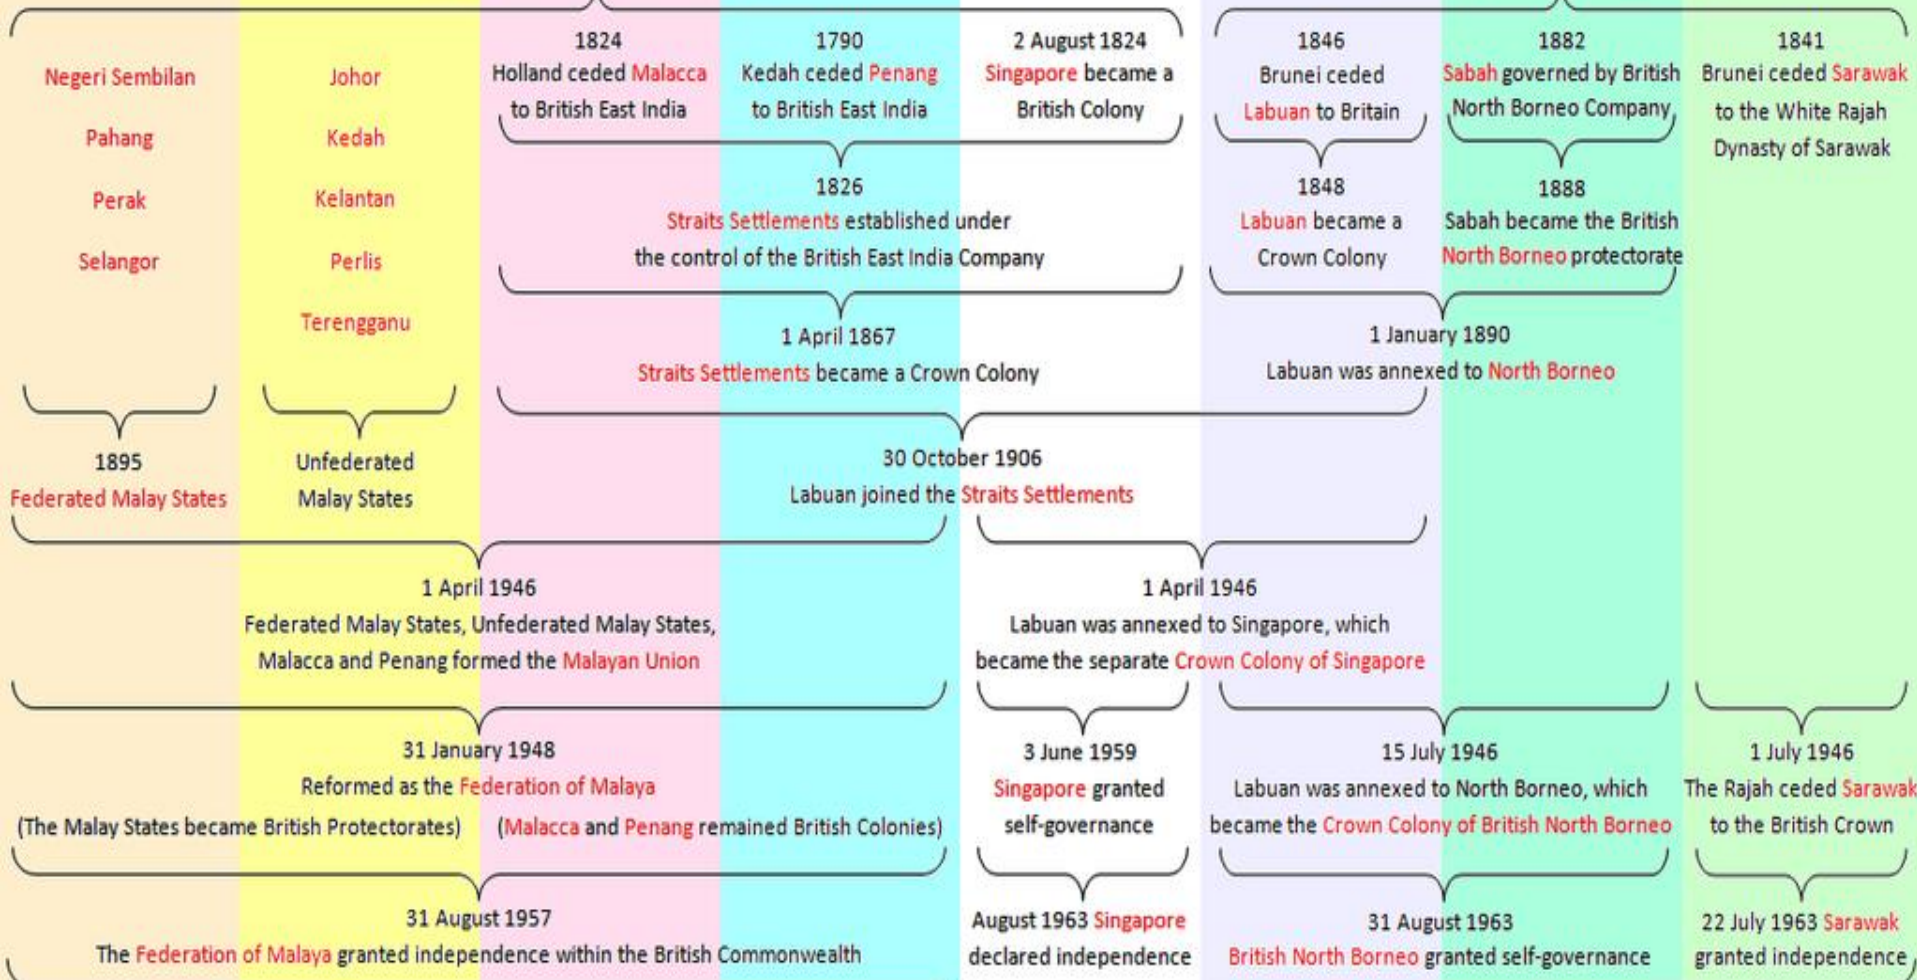 Negeri Sembilan
Pahang
Perak
Selangor
Johor
Kedah
Kelantan
Perlis
Terengganu
1824
Holland ceded Malacca
to British East India
1790
Kedah ceded Penang
to British East India
2 August 1824
Singapore became a
British Colony
1846
Brunei ceded
Labuan to Britain
1882
Sabah governed by British
North Borneo Company
1841
Brunei ceded Sarawak
to the White Rajah
Dynasty of Sarawak
1826
Straits Settlements established under
the control of the British East India Company
1848
Labuan became a
Crown Colony
1888
Sabah became the British
North Borneo protectorate
1 April 1867
Straits Settlements became a Crown Colony
1 January 1890
Labuan was annexed to North Borneo
1895
Federated Malay States
Unfederated
Malay States
30 October 1906
Labuan joined the Straits Settlements
1 April 1946
Federated Malay States, Unfederated Malay States,
Malacca and Penang formed the Malayan Union
1 April 1946
Labuan was annexed to Singapore, which
became the separate Crown Colony of Singapore
31 January 1948
Reformed as the Federation of Malaya
(The Malay States became British Protectorates)
(Malacca and Penang remained British Colonies)
3 June 1959
Singapore granted
self-governance
15 July 1946
Labuan was annexed to North Borneo, which
became the Crown Colony of British North Borneo
1 July 1946
The Rajah ceded Sarawak
to the British Crown
31 August 1957
The Federation of Malaya granted independence within the British Commonwealth
August 1963 Singapore
declared independence
31 August 1963
British North Borneo granted self-governance
22 July 1963 Sarawak
granted independence